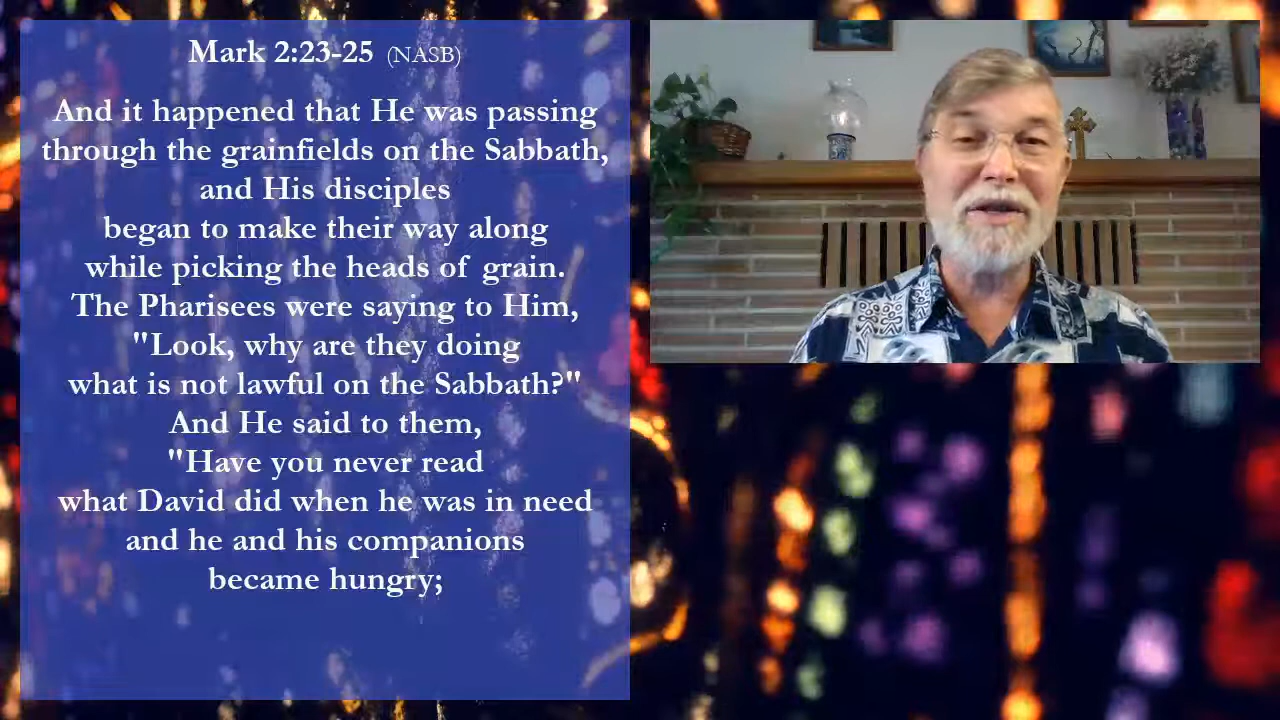 Mark 2:23-25 (NASB)
And it happened that He was passing
through the grainfields on the Sabbath,
and His disciples
began to make their way along
while picking the heads of grain.
The Pharisees were saying to Him,
"Look, why are they doing
what is not lawful on the Sabbath?"
And He said to them,
"Have you never read
what David did when he was in need
and he and his companions
became hungry;